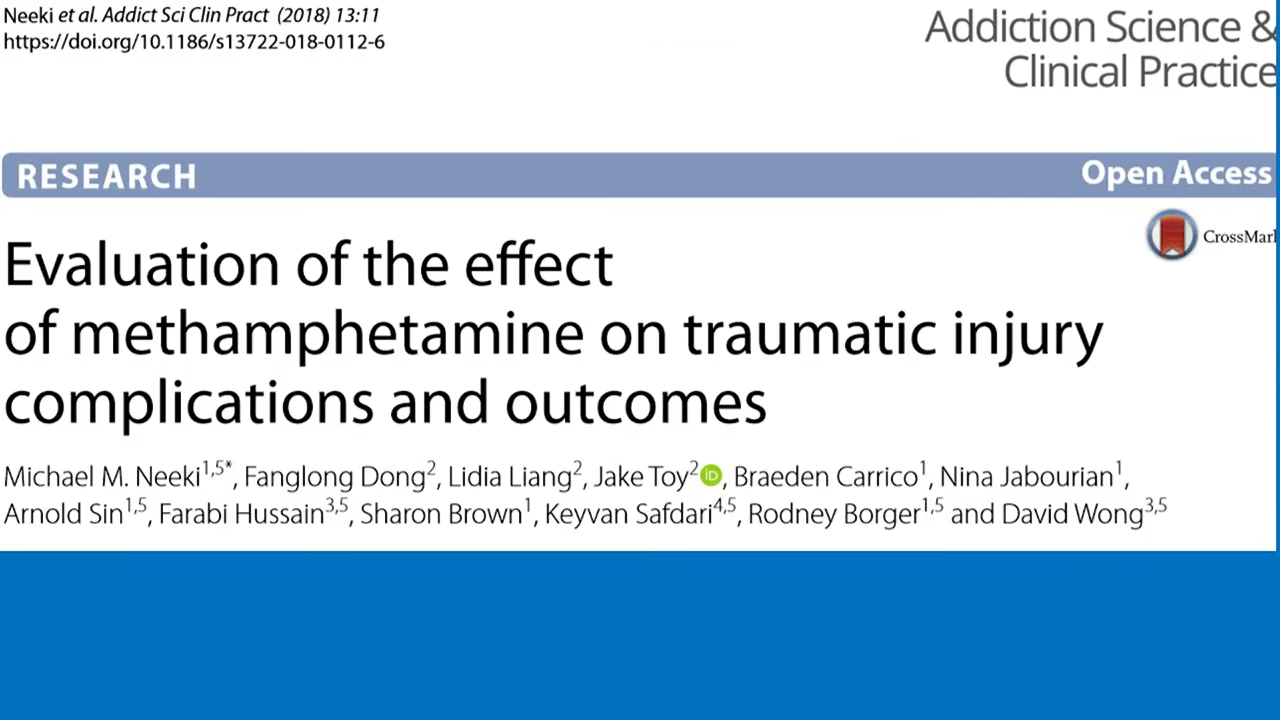 Neeki et al. Addict Sci Clin Pract (2018) 13:11
https://doi.org/10.1186/s13722-018-0112-6
Addiction Science &
Clinical Practice
RESEARCH
Open Access
CrossMark
Evaluation of the effect
of methamphetamine on traumatic injury
complications and outcomes
Michael M. Neeki1,5*, Fanglong Dong2, Lidia Liang2, Jake Toy2 iD, Braeden Carrico1, Nina Jabourian1,
Arnold Sin1,5, Farabi Hussain3,5, Sharon Brown1, Keyvan Safdari4,5, Rodney Borger1,5 and David Wong3,5